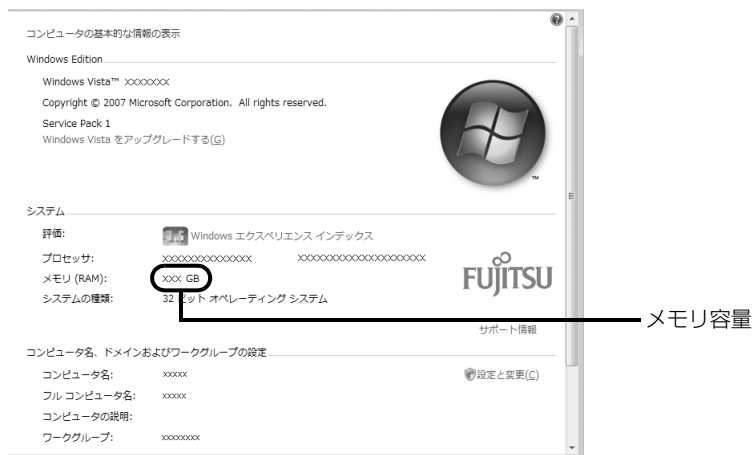 コンピュータの基本的な情報の表示
Windows Edition
Windows Vista™ xxxxxxx
Copyright © 2007 Microsoft Corporation. All rights reserved.
Service Pack 1
Windows Vista をアップグレードする(G)
TM
システム
評価: Windows エクスペリエンス インデックス
プロセッサ: xxxxxxxxxxxxxx xxxxxxxxxxxxxxxxxxxx
メモリ (RAM): xxx GB
システムの種類: 32 ビット オペレーティング システム
FUJITSU
メモリ容量
サポート情報
コンピュータ名、ドメインおよびワークグループの設定
コンピュータ名: xxxxx 設定と変更(C)
フル コンピュータ名: xxxxx
コンピュータの説明:
ワークグループ: xxxxxxxx